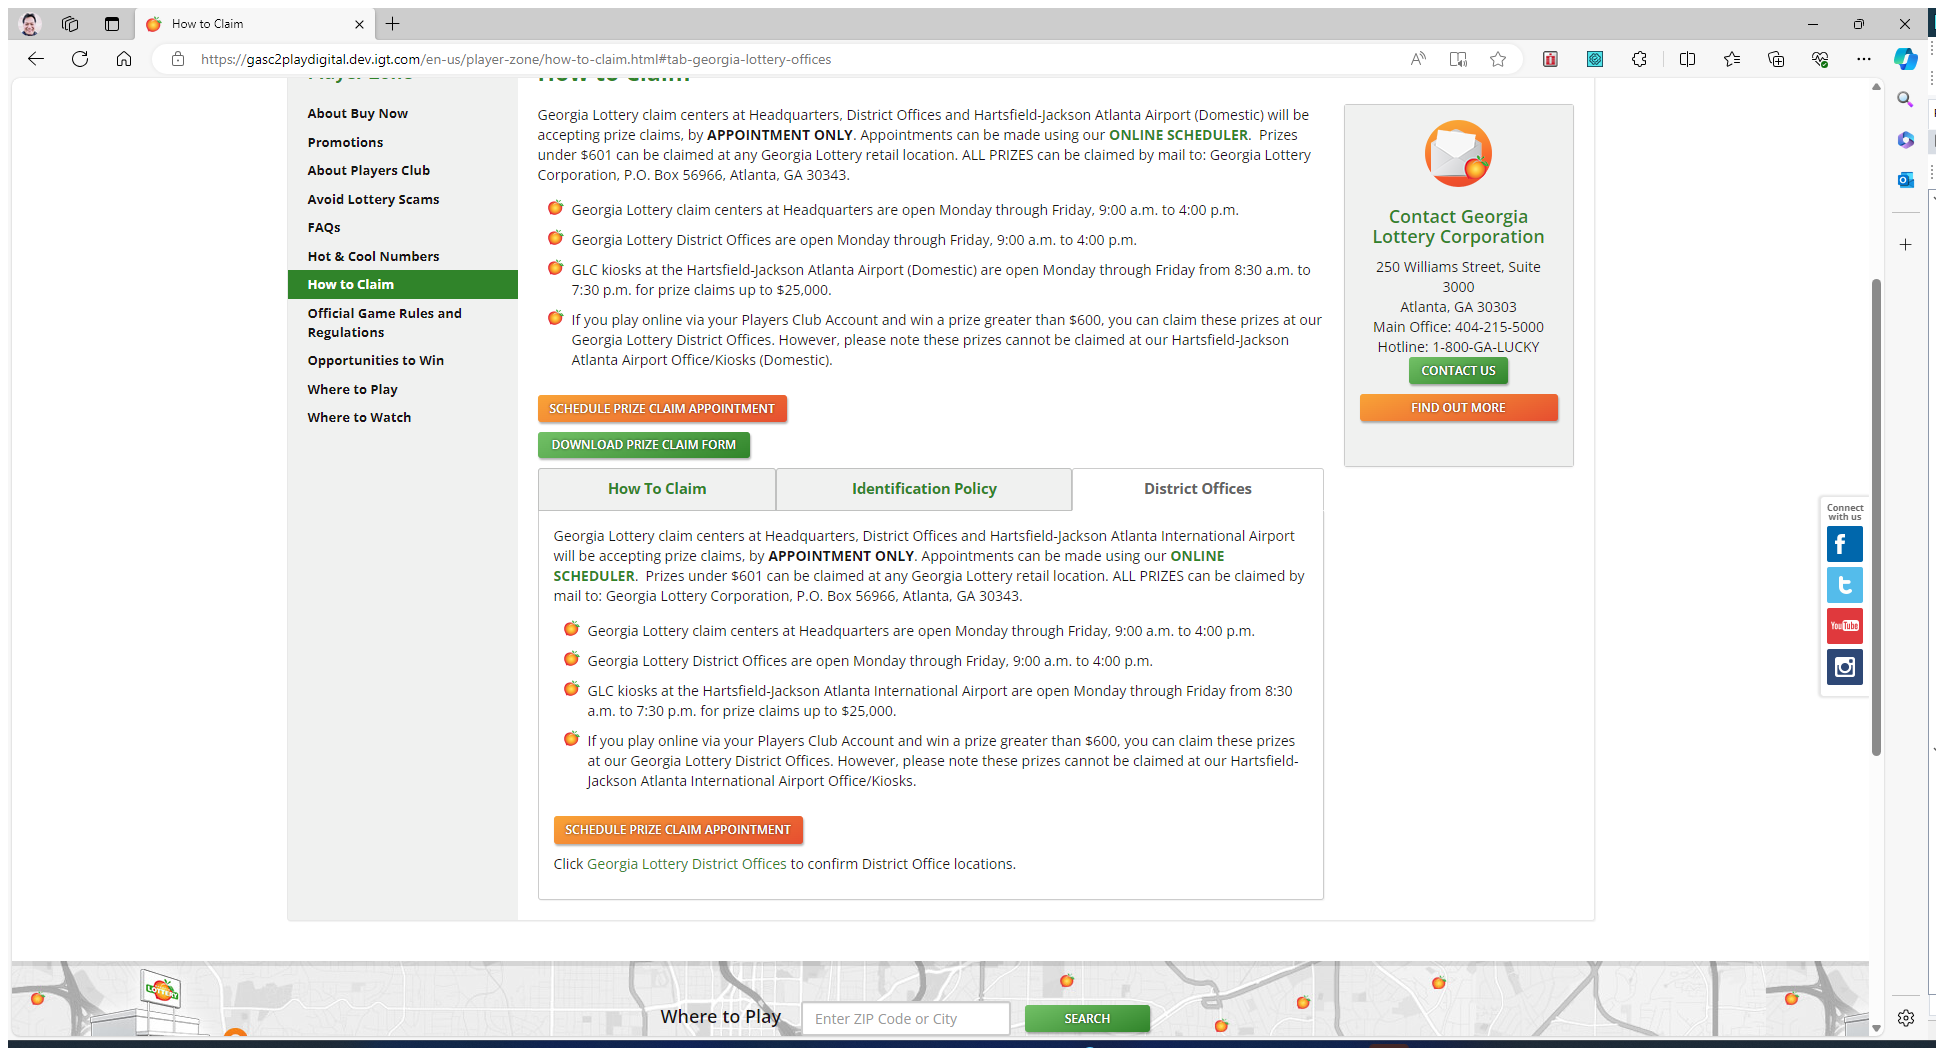 How to Claim
https://gasc2playdigital.dev.igt.com/en-us/player-zone/how-to-claim.html#tab-georgia-lottery-offices
Player Zone
About Buy Now
Promotions
About Players Club
Avoid Lottery Scams
FAQs
Hot & Cool Numbers
How to Claim
Official Game Rules and
Regulations
Opportunities to Win
Where to Play
Where to Watch
How to Claim
Georgia Lottery claim centers at Headquarters, District Offices and Hartsfield-Jackson Atlanta Airport (Domestic) will be
accepting prize claims, by APPOINTMENT ONLY. Appointments can be made using our ONLINE SCHEDULER. Prizes
under $601 can be claimed at any Georgia Lottery retail location. ALL PRIZES can be claimed by mail to: Georgia Lottery
Corporation, P.O. Box 56966, Atlanta, GA 30343.
Georgia Lottery claim centers at Headquarters are open Monday through Friday, 9:00 a.m. to 4:00 p.m.
Georgia Lottery District Offices are open Monday through Friday, 9:00 a.m. to 4:00 p.m.
GLC kiosks at the Hartsfield-Jackson Atlanta Airport (Domestic) are open Monday through Friday from 8:30 a.m. to
7:30 p.m. for prize claims up to $25,000.
If you play online via your Players Club Account and win a prize greater than $600, you can claim these prizes at our
Georgia Lottery District Offices. However, please note these prizes cannot be claimed at our Hartsfield-Jackson
Atlanta Airport Office/Kiosks (Domestic).
SCHEDULE PRIZE CLAIM APPOINTMENT
DOWNLOAD PRIZE CLAIM FORM
How To Claim
Identification Policy
District Offices
Georgia Lottery claim centers at Headquarters, District Offices and Hartsfield-Jackson Atlanta International Airport
will be accepting prize claims, by APPOINTMENT ONLY. Appointments can be made using our ONLINE
SCHEDULER. Prizes under $601 can be claimed at any Georgia Lottery retail location. ALL PRIZES can be claimed by
mail to: Georgia Lottery Corporation, P.O. Box 56966, Atlanta, GA 30343.
Georgia Lottery claim centers at Headquarters are open Monday through Friday, 9:00 a.m. to 4:00 p.m.
Georgia Lottery District Offices are open Monday through Friday, 9:00 a.m. to 4:00 p.m.
GLC kiosks at the Hartsfield-Jackson Atlanta International Airport are open Monday through Friday from 8:30
a.m. to 7:30 p.m. for prize claims up to $25,000.
If you play online via your Players Club Account and win a prize greater than $600, you can claim these prizes
at our Georgia Lottery District Offices. However, please note these prizes cannot be claimed at our Hartsfield-
Jackson Atlanta International Airport Office/Kiosks.
SCHEDULE PRIZE CLAIM APPOINTMENT
Click Georgia Lottery District Offices to confirm District Office locations.
Contact Georgia
Lottery Corporation
250 Williams Street, Suite
3000
Atlanta, GA 30303
Main Office: 404-215-5000
Hotline: 1-800-GA-LUCKY
CONTACT US
FIND OUT MORE
Connect
with us
YouTube
LOTTERY
Where to Play
Enter ZIP Code or City
SEARCH